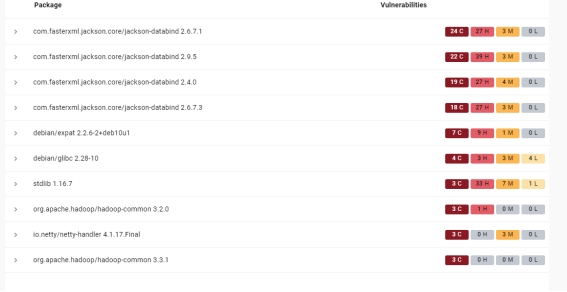 Package Vulnerabilities
com.fasterxml.jackson.core/jackson-databind 2.6.7.1 24 C 27 H 3 M 0 L
com.fasterxml.jackson.core/jackson-databind 2.9.5 22 C 39 H 3 M 0 L
com.fasterxml.jackson.core/jackson-databind 2.4.0 19 C 27 H 4 M 0 L
com.fasterxml.jackson.core/jackson-databind 2.6.7.3 18 C 27 H 3 M 0 L
debian/expat 2.2.6-2+deb10u1 7 C 9 H 1 M 0 L
debian/glibc 2.28-10 4 C 3 H 3 M 4 L
stdlib 1.16.7 3 C 33 H 7 M 1 L
org.apache.hadoop/hadoop-common 3.2.0 3 C 1 H 0 M 0 L
io.netty/netty-handler 4.1.17.Final 3 C 0 H 3 M 0 L
org.apache.hadoop/hadoop-common 3.3.1 3 C 0 H 0 M 0 L